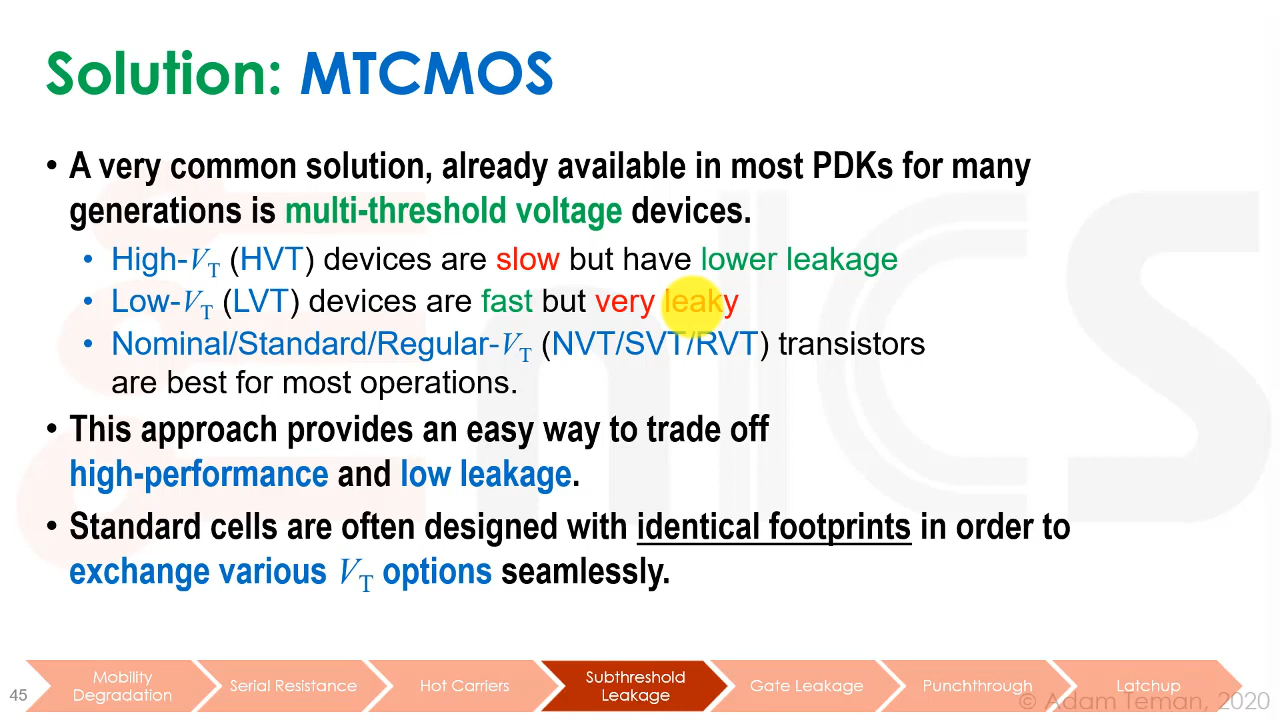 Solution: MTCMOS
• A very common solution, already available in most PDKs for many
generations is multi-threshold voltage devices.
• High-VT (HVT) devices are slow but have lower leakage
• Low-VT (LVT) devices are fast but very leaky
• Nominal/Standard/Regular-VT (NVT/SVT/RVT) transistors
are best for most operations.
• This approach provides an easy way to trade off
high-performance and low leakage.
• Standard cells are often designed with identical footprints in order to
exchange various VT options seamlessly.
45
Mobility
Degradation
Serial Resistance
Hot Carriers
Subthreshold
Leakage
Gate Leakage
Punchthrough
Latchup
© Adam Teman, 2020
nICS